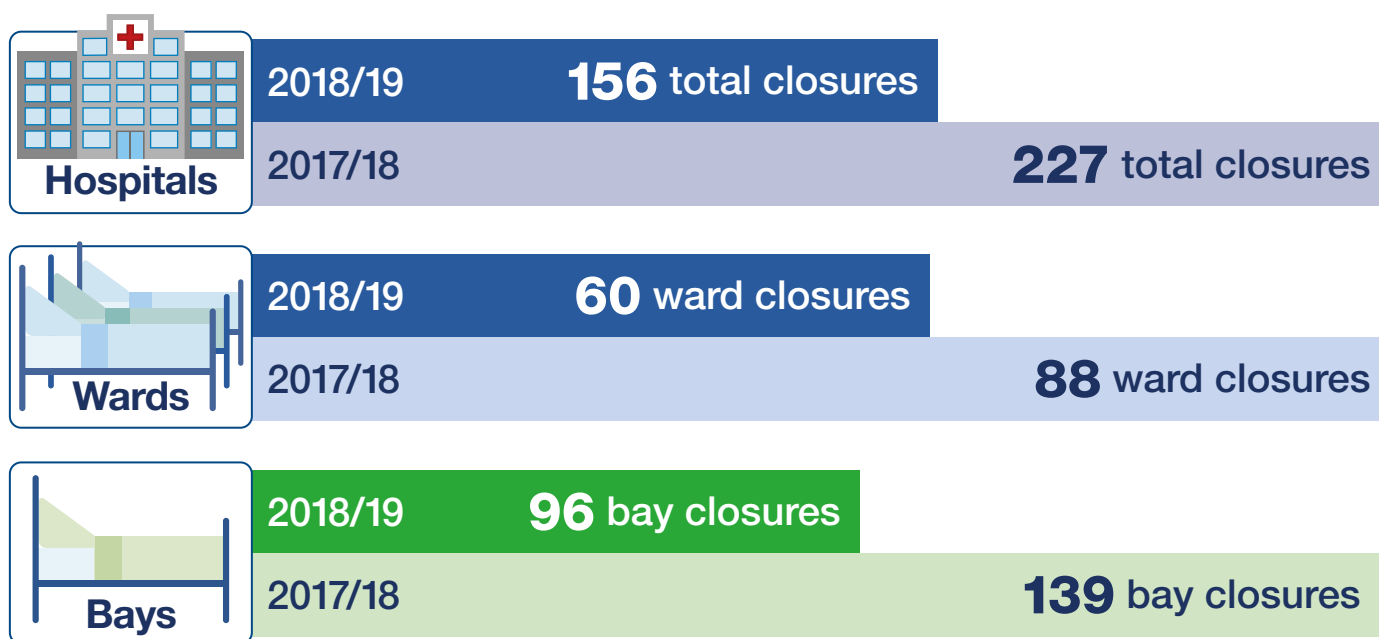 Hospitals
2018/19 156 total closures
2017/18 227 total closures
Wards
2018/19 60 ward closures
2017/18 88 ward closures
Bays
2018/19 96 bay closures
2017/18 139 bay closures